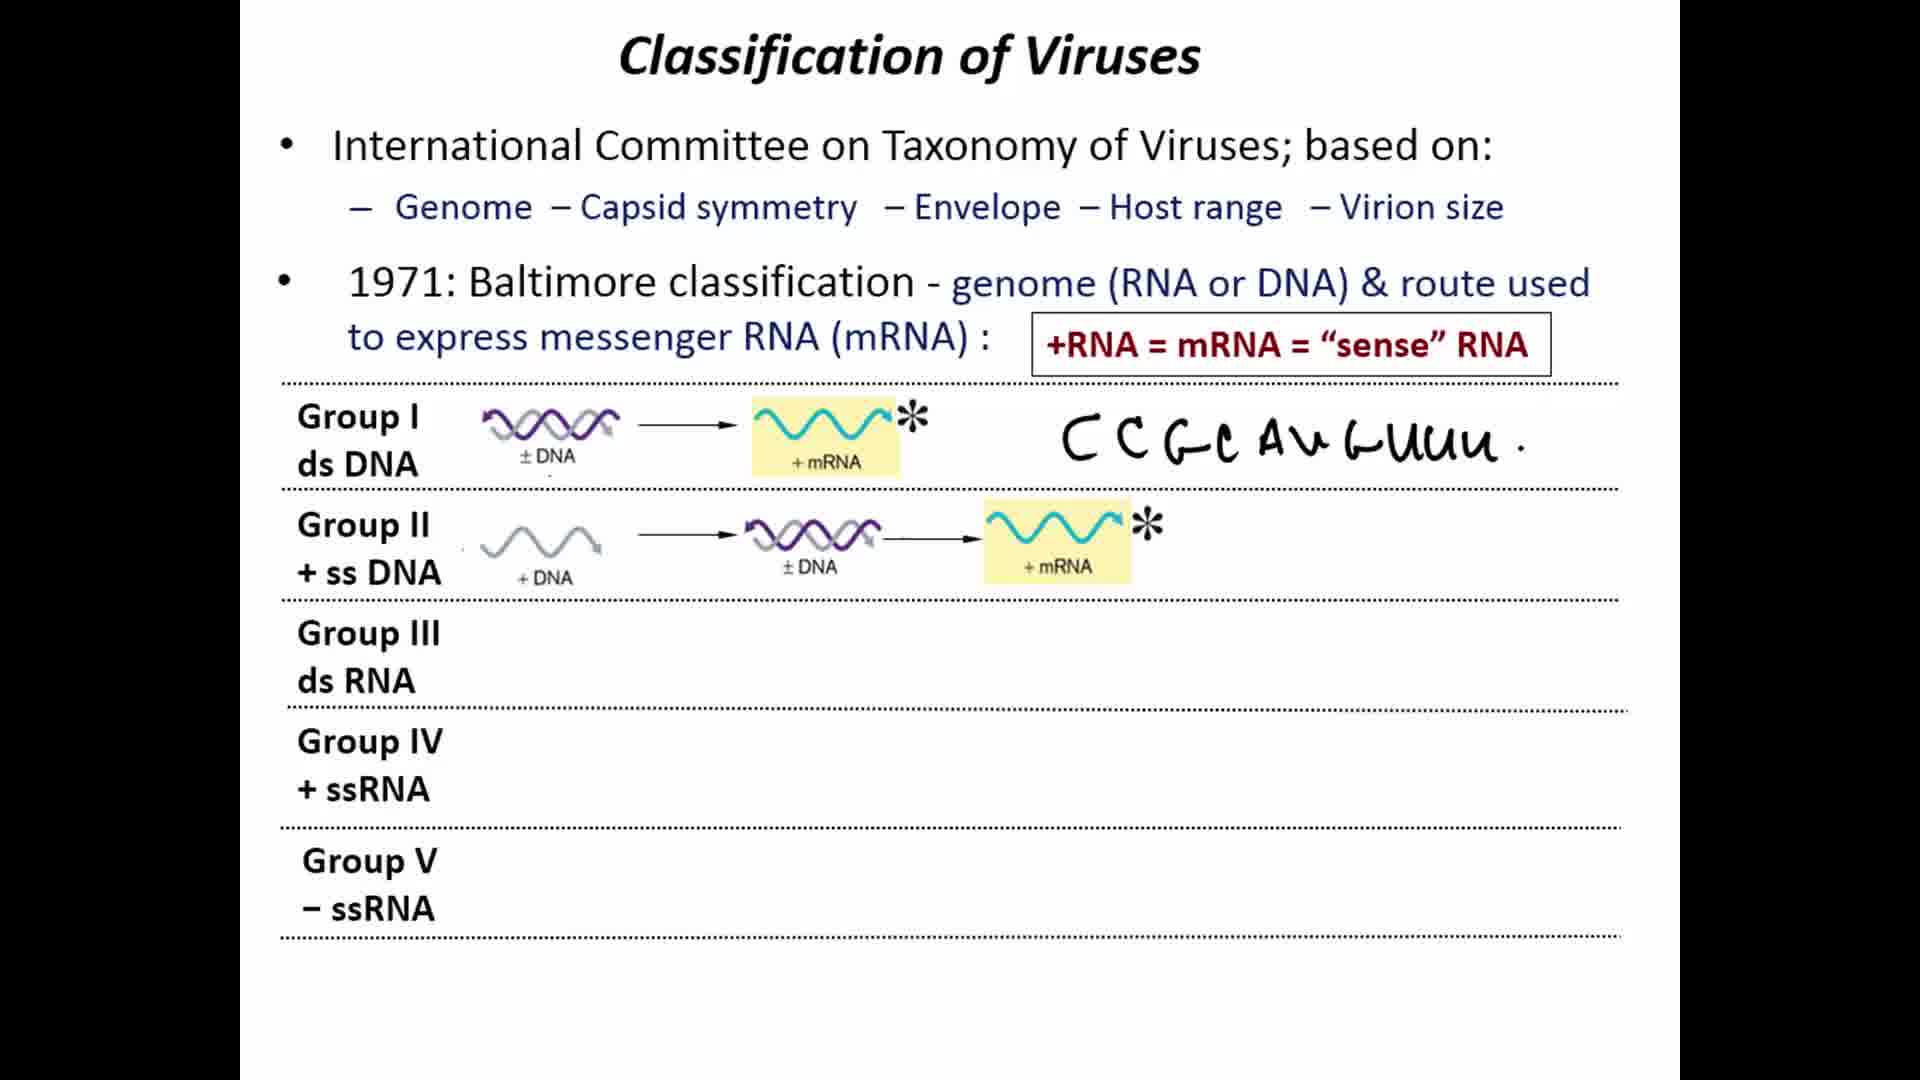 Classification of Viruses
• International Committee on Taxonomy of Viruses; based on:
– Genome – Capsid symmetry – Envelope – Host range – Virion size
• 1971: Baltimore classification - genome (RNA or DNA) & route used
to express messenger RNA (mRNA) :
+RNA = mRNA = “sense” RNA
Group I
ds DNA
± DNA
+ mRNA
*
CCGCAUGUUU.
Group II
+ ss DNA
+ DNA
± DNA
+ mRNA
*
Group III
ds RNA
Group IV
+ ssRNA
Group V
– ssRNA